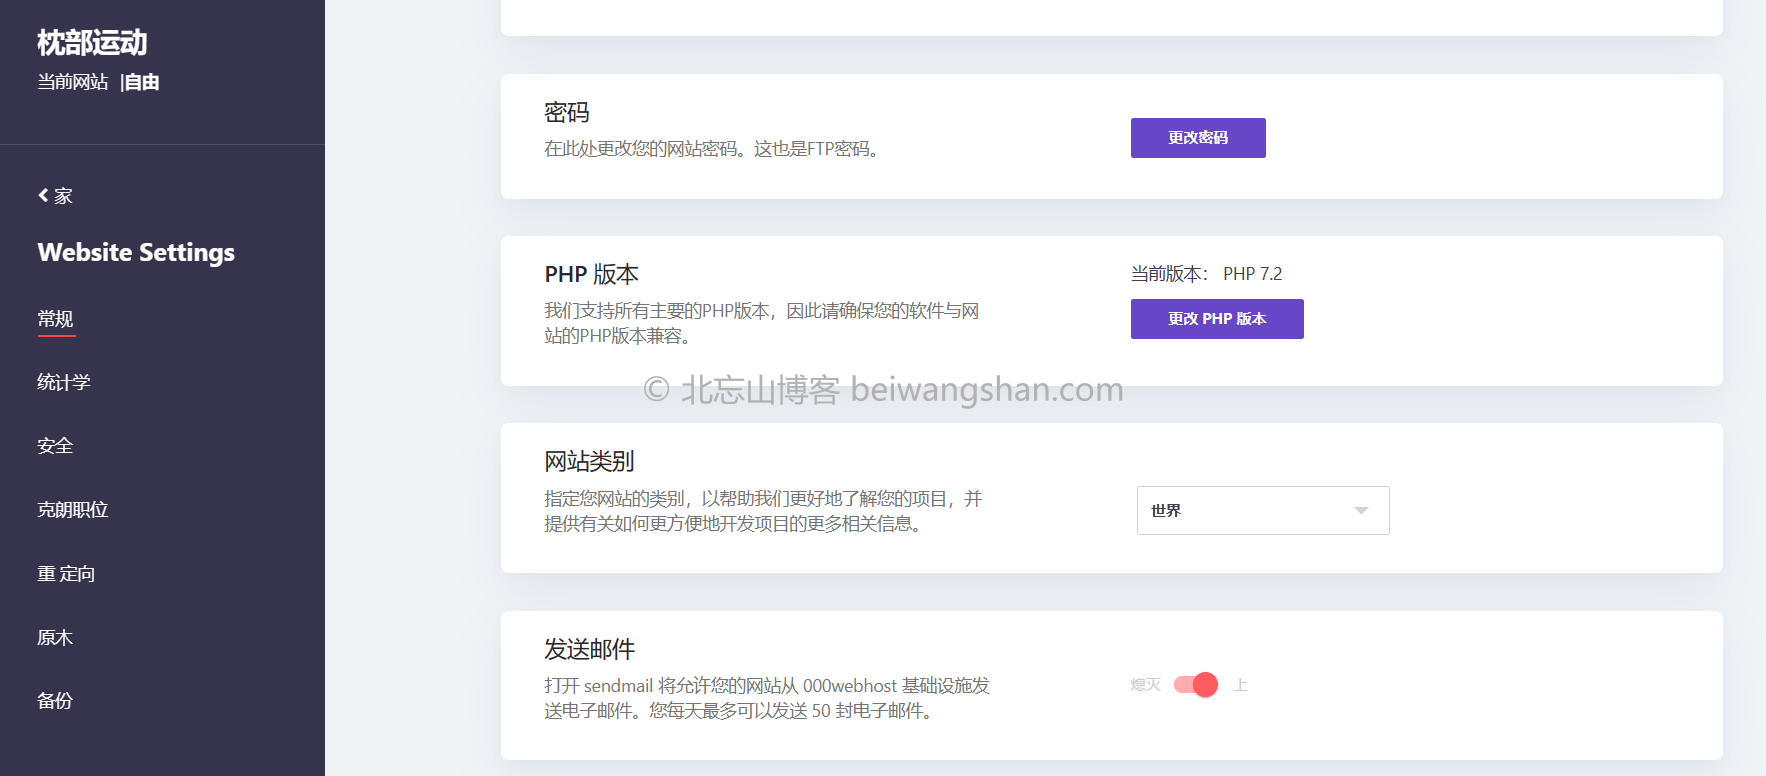 枕部运动
当前网站 |自由
家
Website Settings
常规
统计学
安全
克朗职位
重 定向
原木
备份
密码
在此处更改您的网站密码。这也是FTP密码。
更改密码
PHP 版本
我们支持所有主要的PHP版本，因此请确保您的软件与网
站的PHP版本兼容。
当前版本： PHP 7.2
更改 PHP 版本
© 北忘山博客 beiwangshan.com
网站类别
指定您网站的类别，以帮助我们更好地了解您的项目，并
提供有关如何更方便地开发项目的更多相关信息。
世界
发送邮件
打开 sendmail 将允许您的网站从 000webhost 基础设施发
送电子邮件。您每天最多可以发送 50 封电子邮件。
熄灭 上